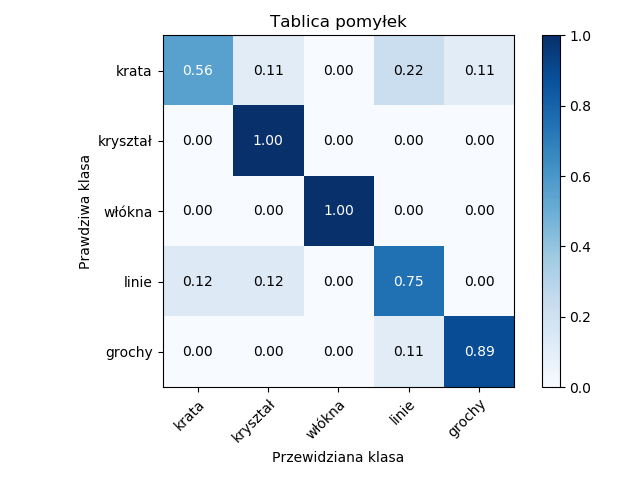 Tablica pomyłek
Prawdziwa klasa
krata 0.56 0.11 0.00 0.22 0.11
kryształ 0.00 1.00 0.00 0.00 0.00
włókna 0.00 0.00 1.00 0.00 0.00
linie 0.12 0.12 0.00 0.75 0.00
grochy 0.00 0.00 0.00 0.11 0.89
krata kryształ włókna linie grochy
Przewidziana klasa
1.0
0.8
0.6
0.4
0.2
0.0